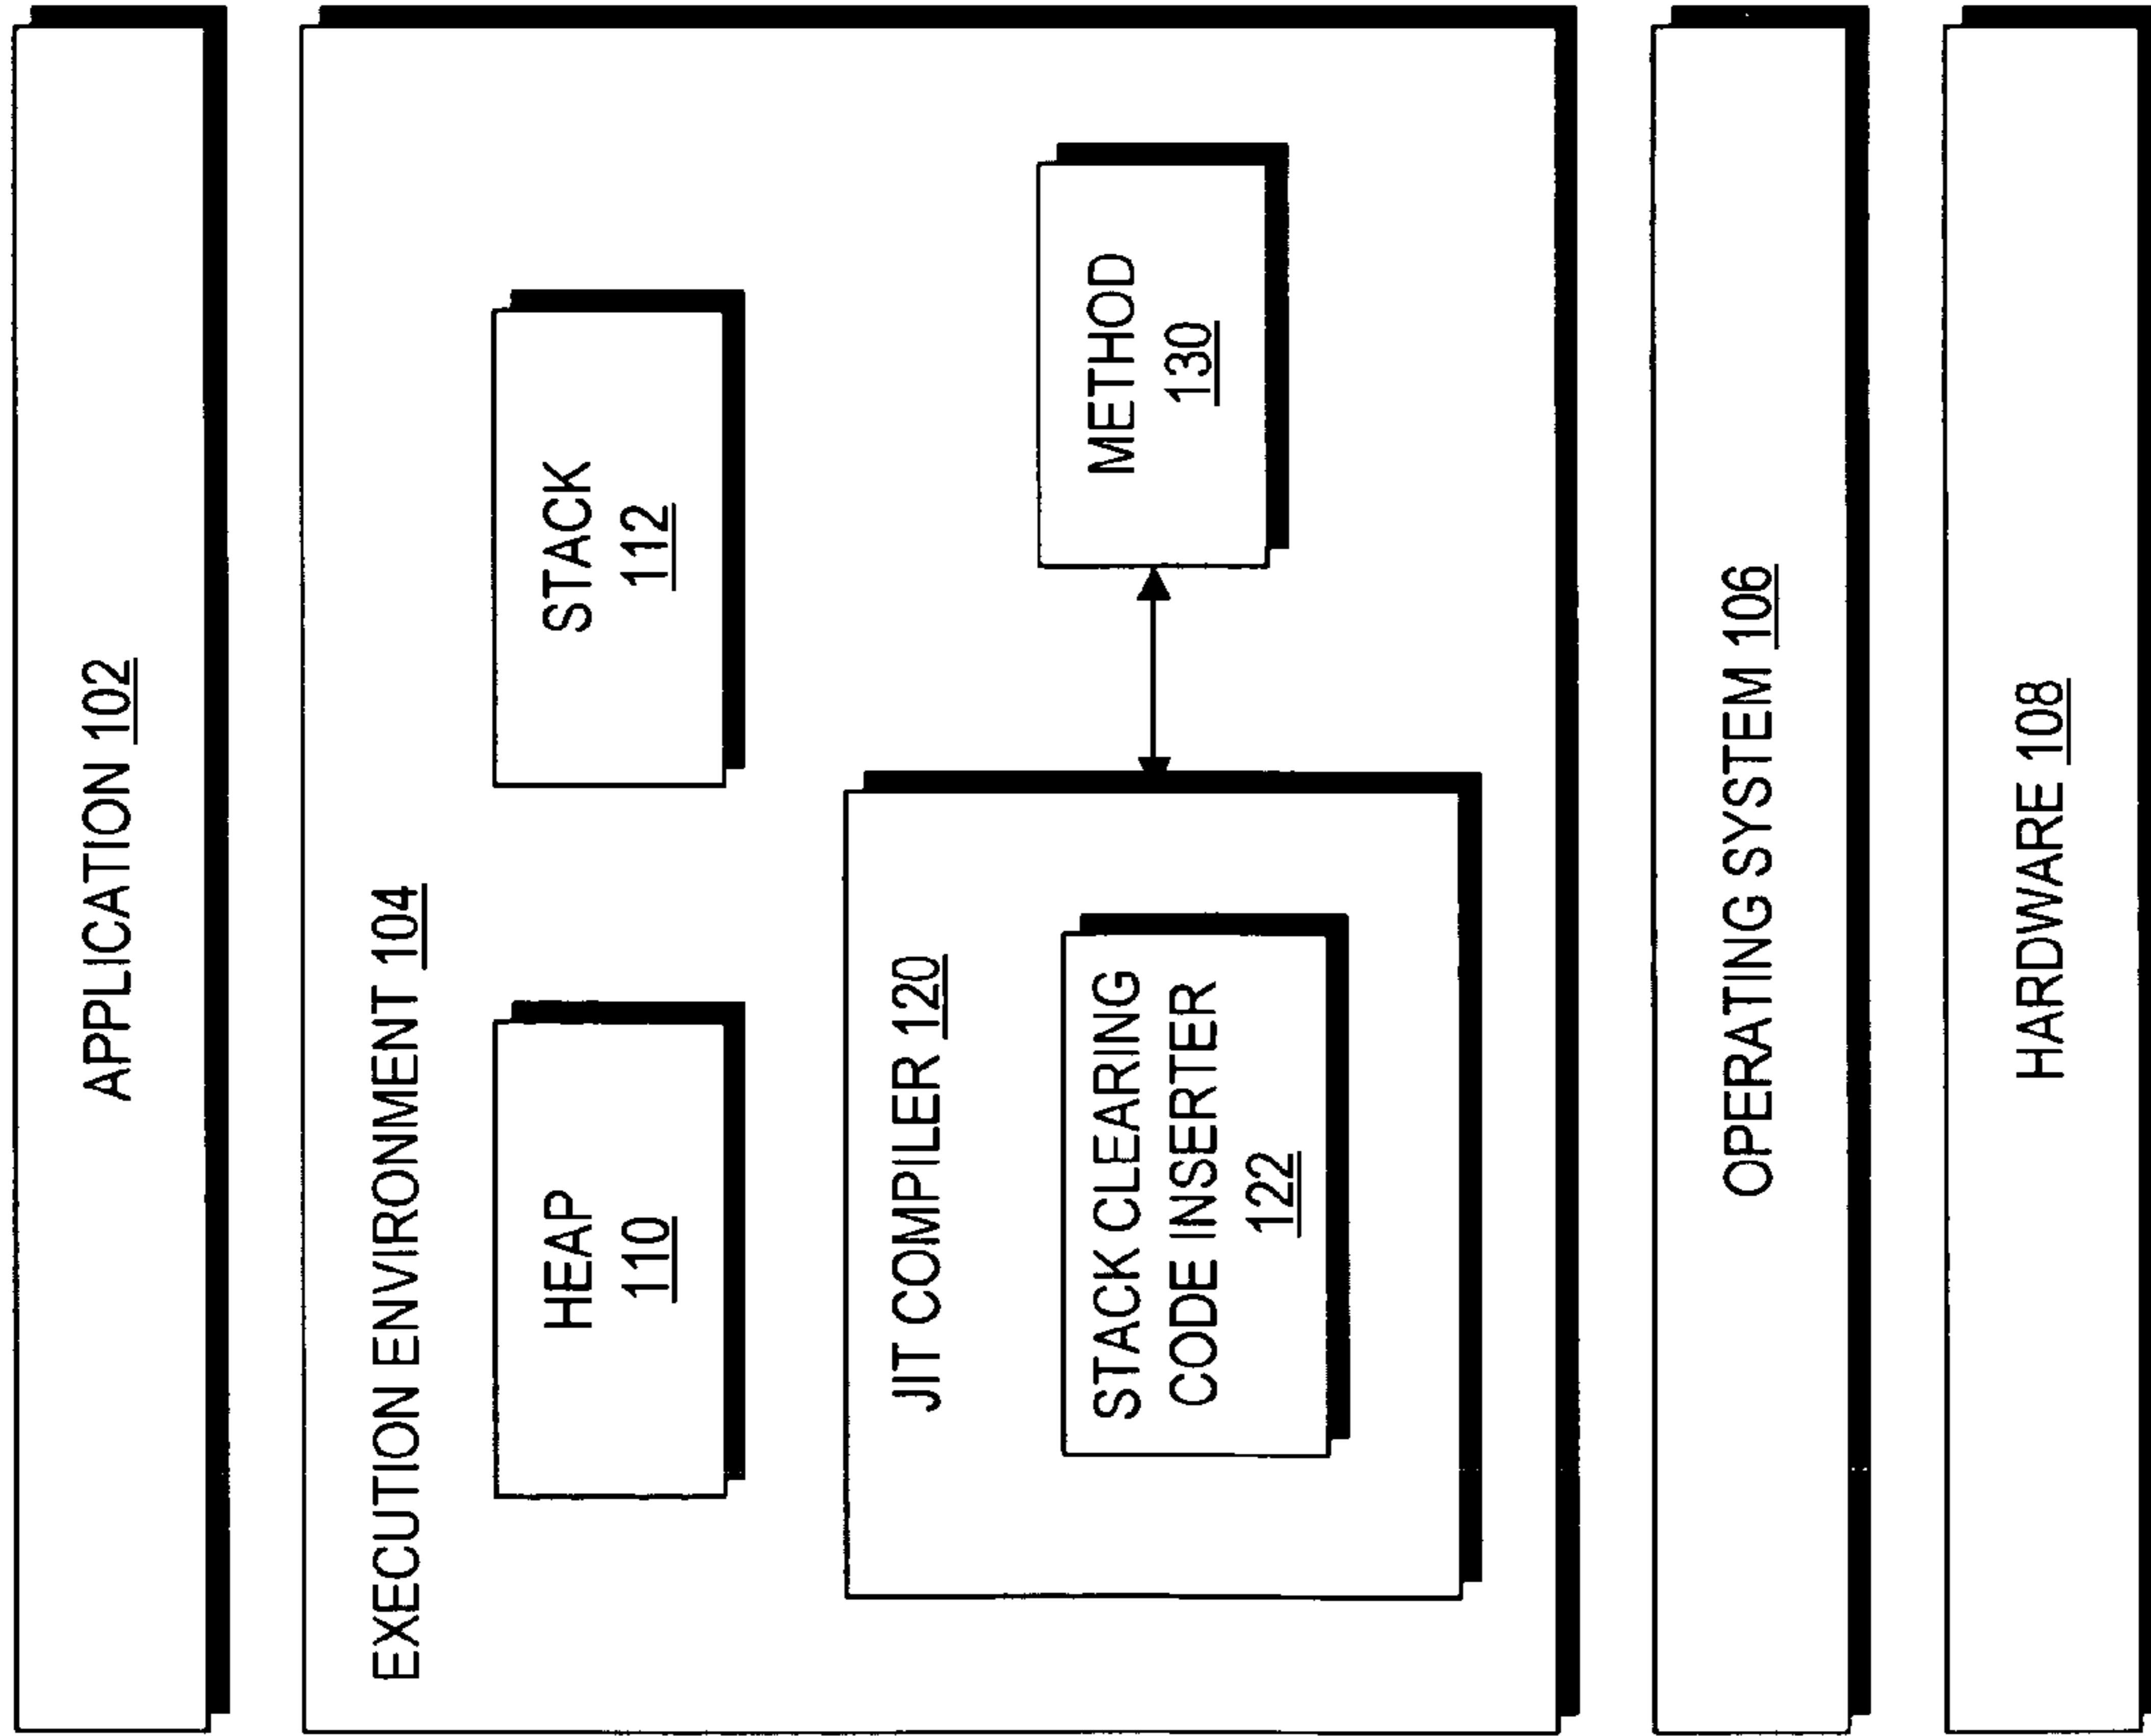 APPLICATION 102
EXECUTION ENVIRONMENT 104
HEAP
110
STACK
112
JIT COMPILER 120
STACK CLEARING
CODE INSERTER
122
METHOD
130
OPERATING SYSTEM 106
HARDWARE 108